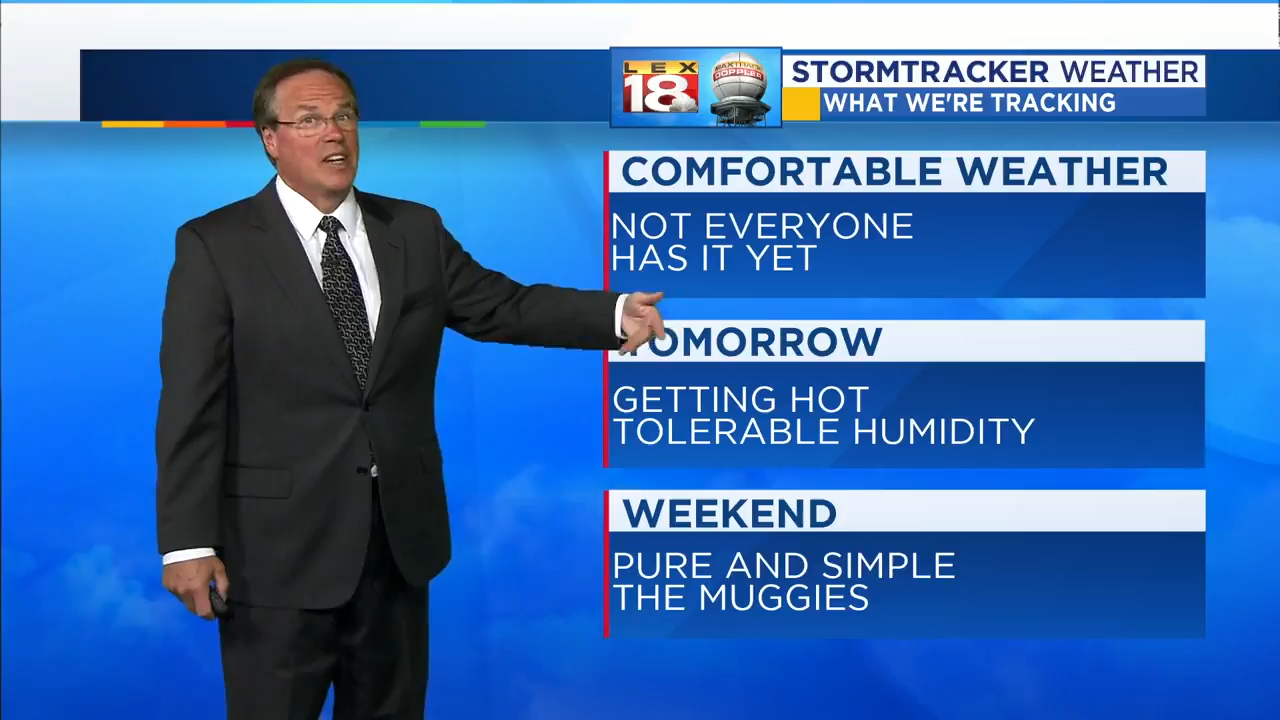 LEX
18
MAXTRACK
DOPPLER
STORMTRACKER WEATHER
WHAT WE'RE TRACKING
COMFORTABLE WEATHER
NOT EVERYONE
HAS IT YET
TOMORROW
GETTING HOT
TOLERABLE HUMIDITY
WEEKEND
PURE AND SIMPLE
THE MUGGIES